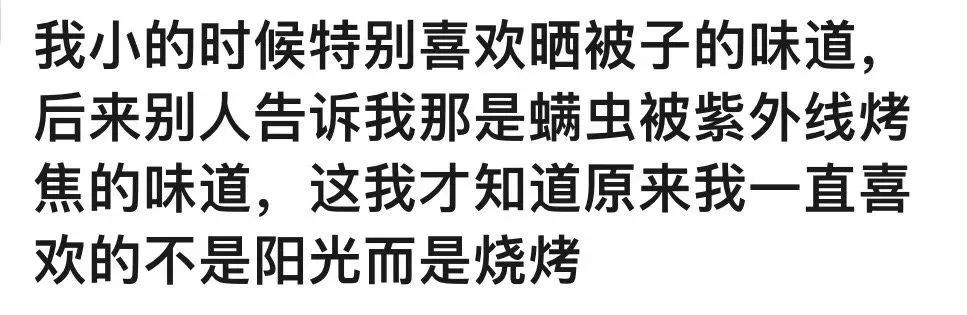 我小的时候特别喜欢晒被子的味道，
后来别人告诉我那是螨虫被紫外线烤
焦的味道，这我才知道原来我一直喜
欢的不是阳光而是烧烤